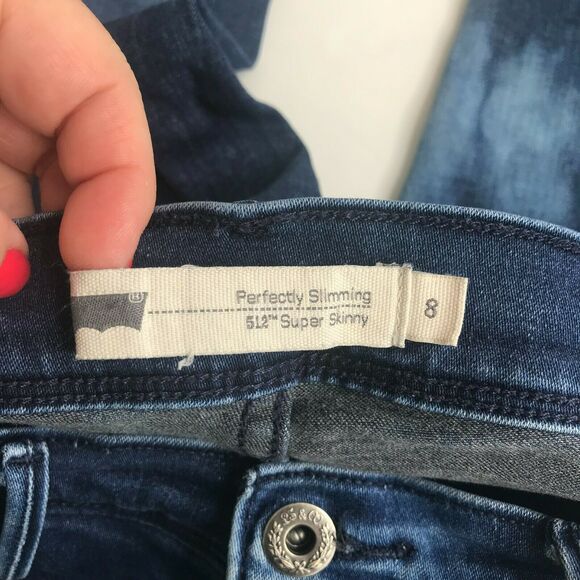 ®
Perfectly Slimming
512™ Super Skinny
8